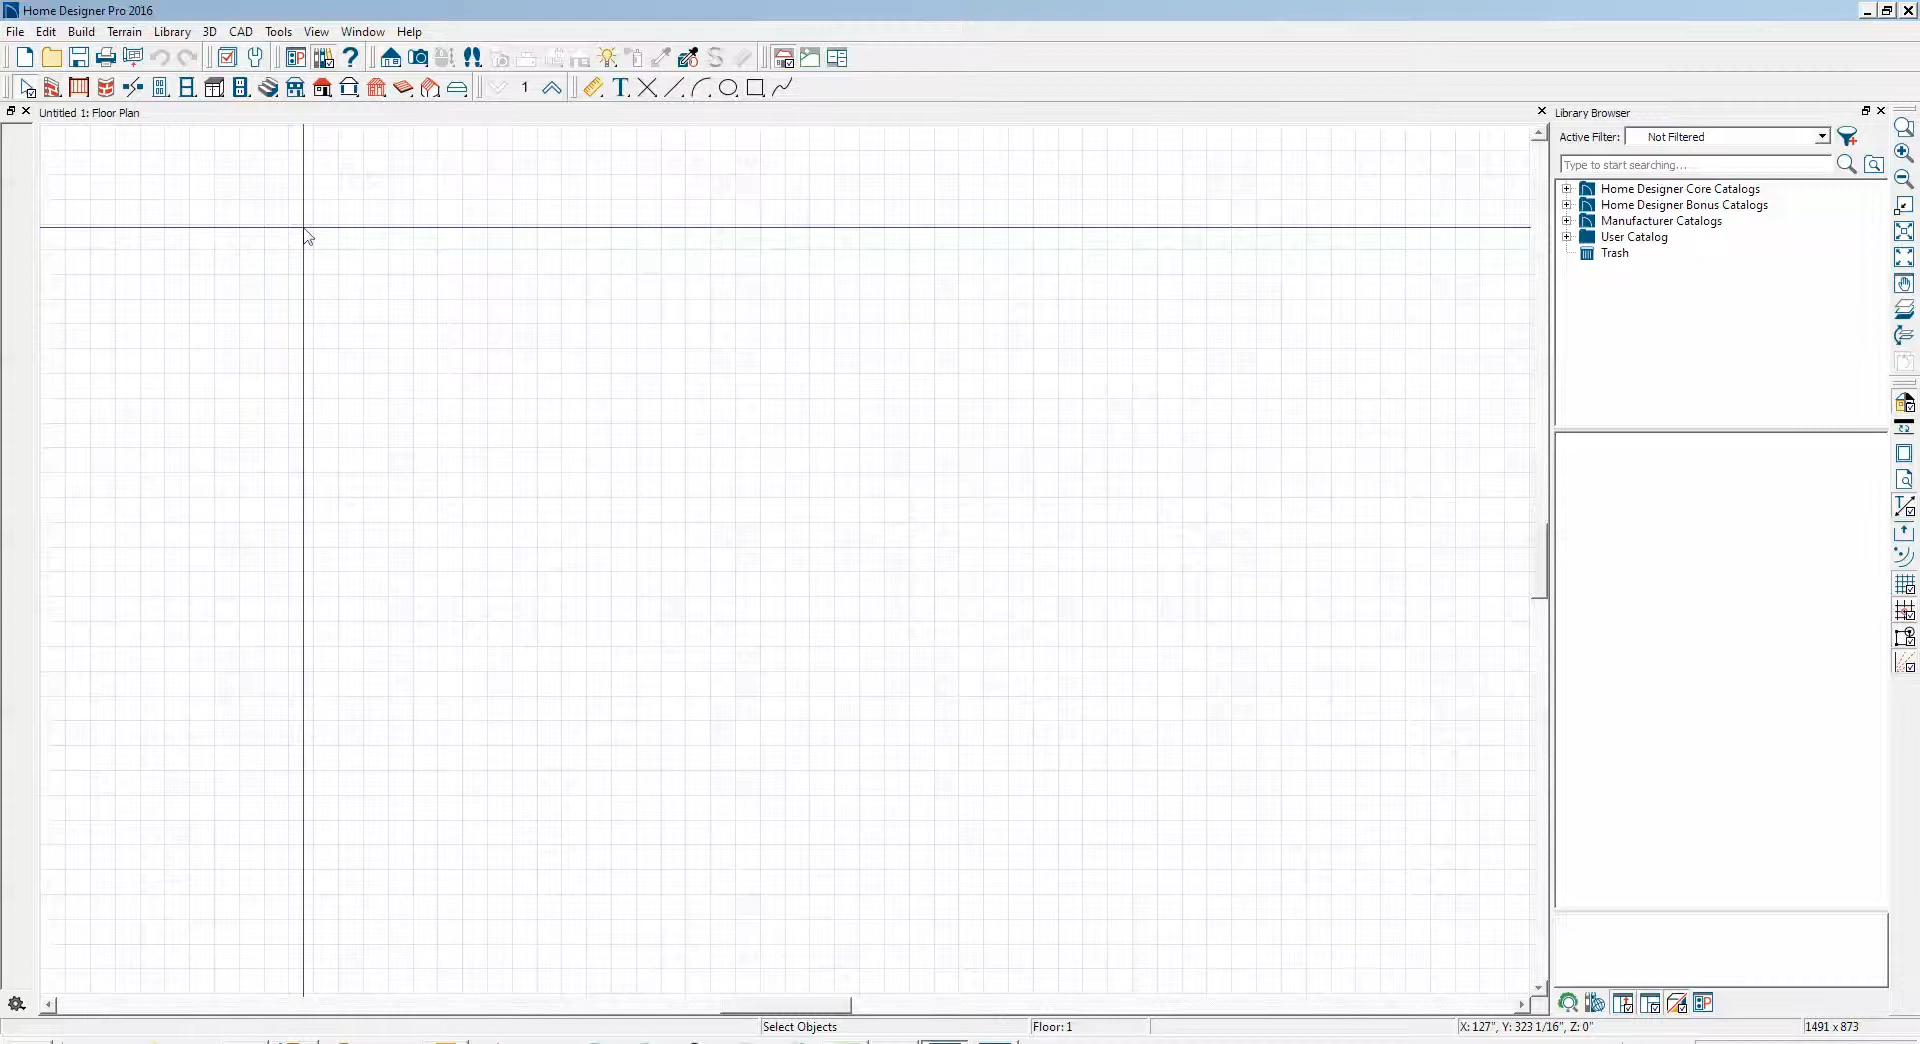 Home Designer Pro 2016
File Edit Build Terrain Library 3D CAD Tools View Window Help
1
Untitled 1: Floor Plan
Library Browser
Active Filter: Not Filtered
Type to start searching...
Home Designer Core Catalogs
Home Designer Bonus Catalogs
Manufacturer Catalogs
User Catalog
Trash
Select Objects Floor: 1 X: 127", Y: 323 1/16", Z: 0" 1491 x 873